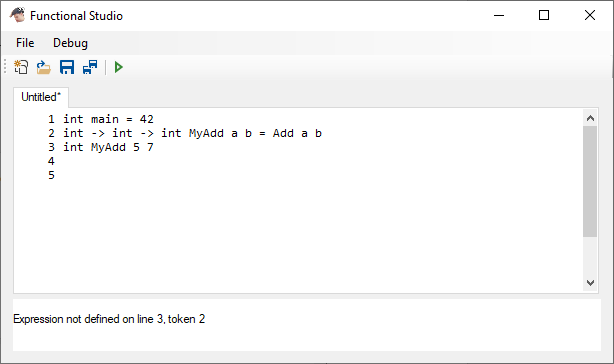 Functional Studio
File Debug
Untitled*
1 int main = 42
2 int -> int -> int MyAdd a b = Add a b
3 int MyAdd 5 7
4
5
Expression not defined on line 3, token 2